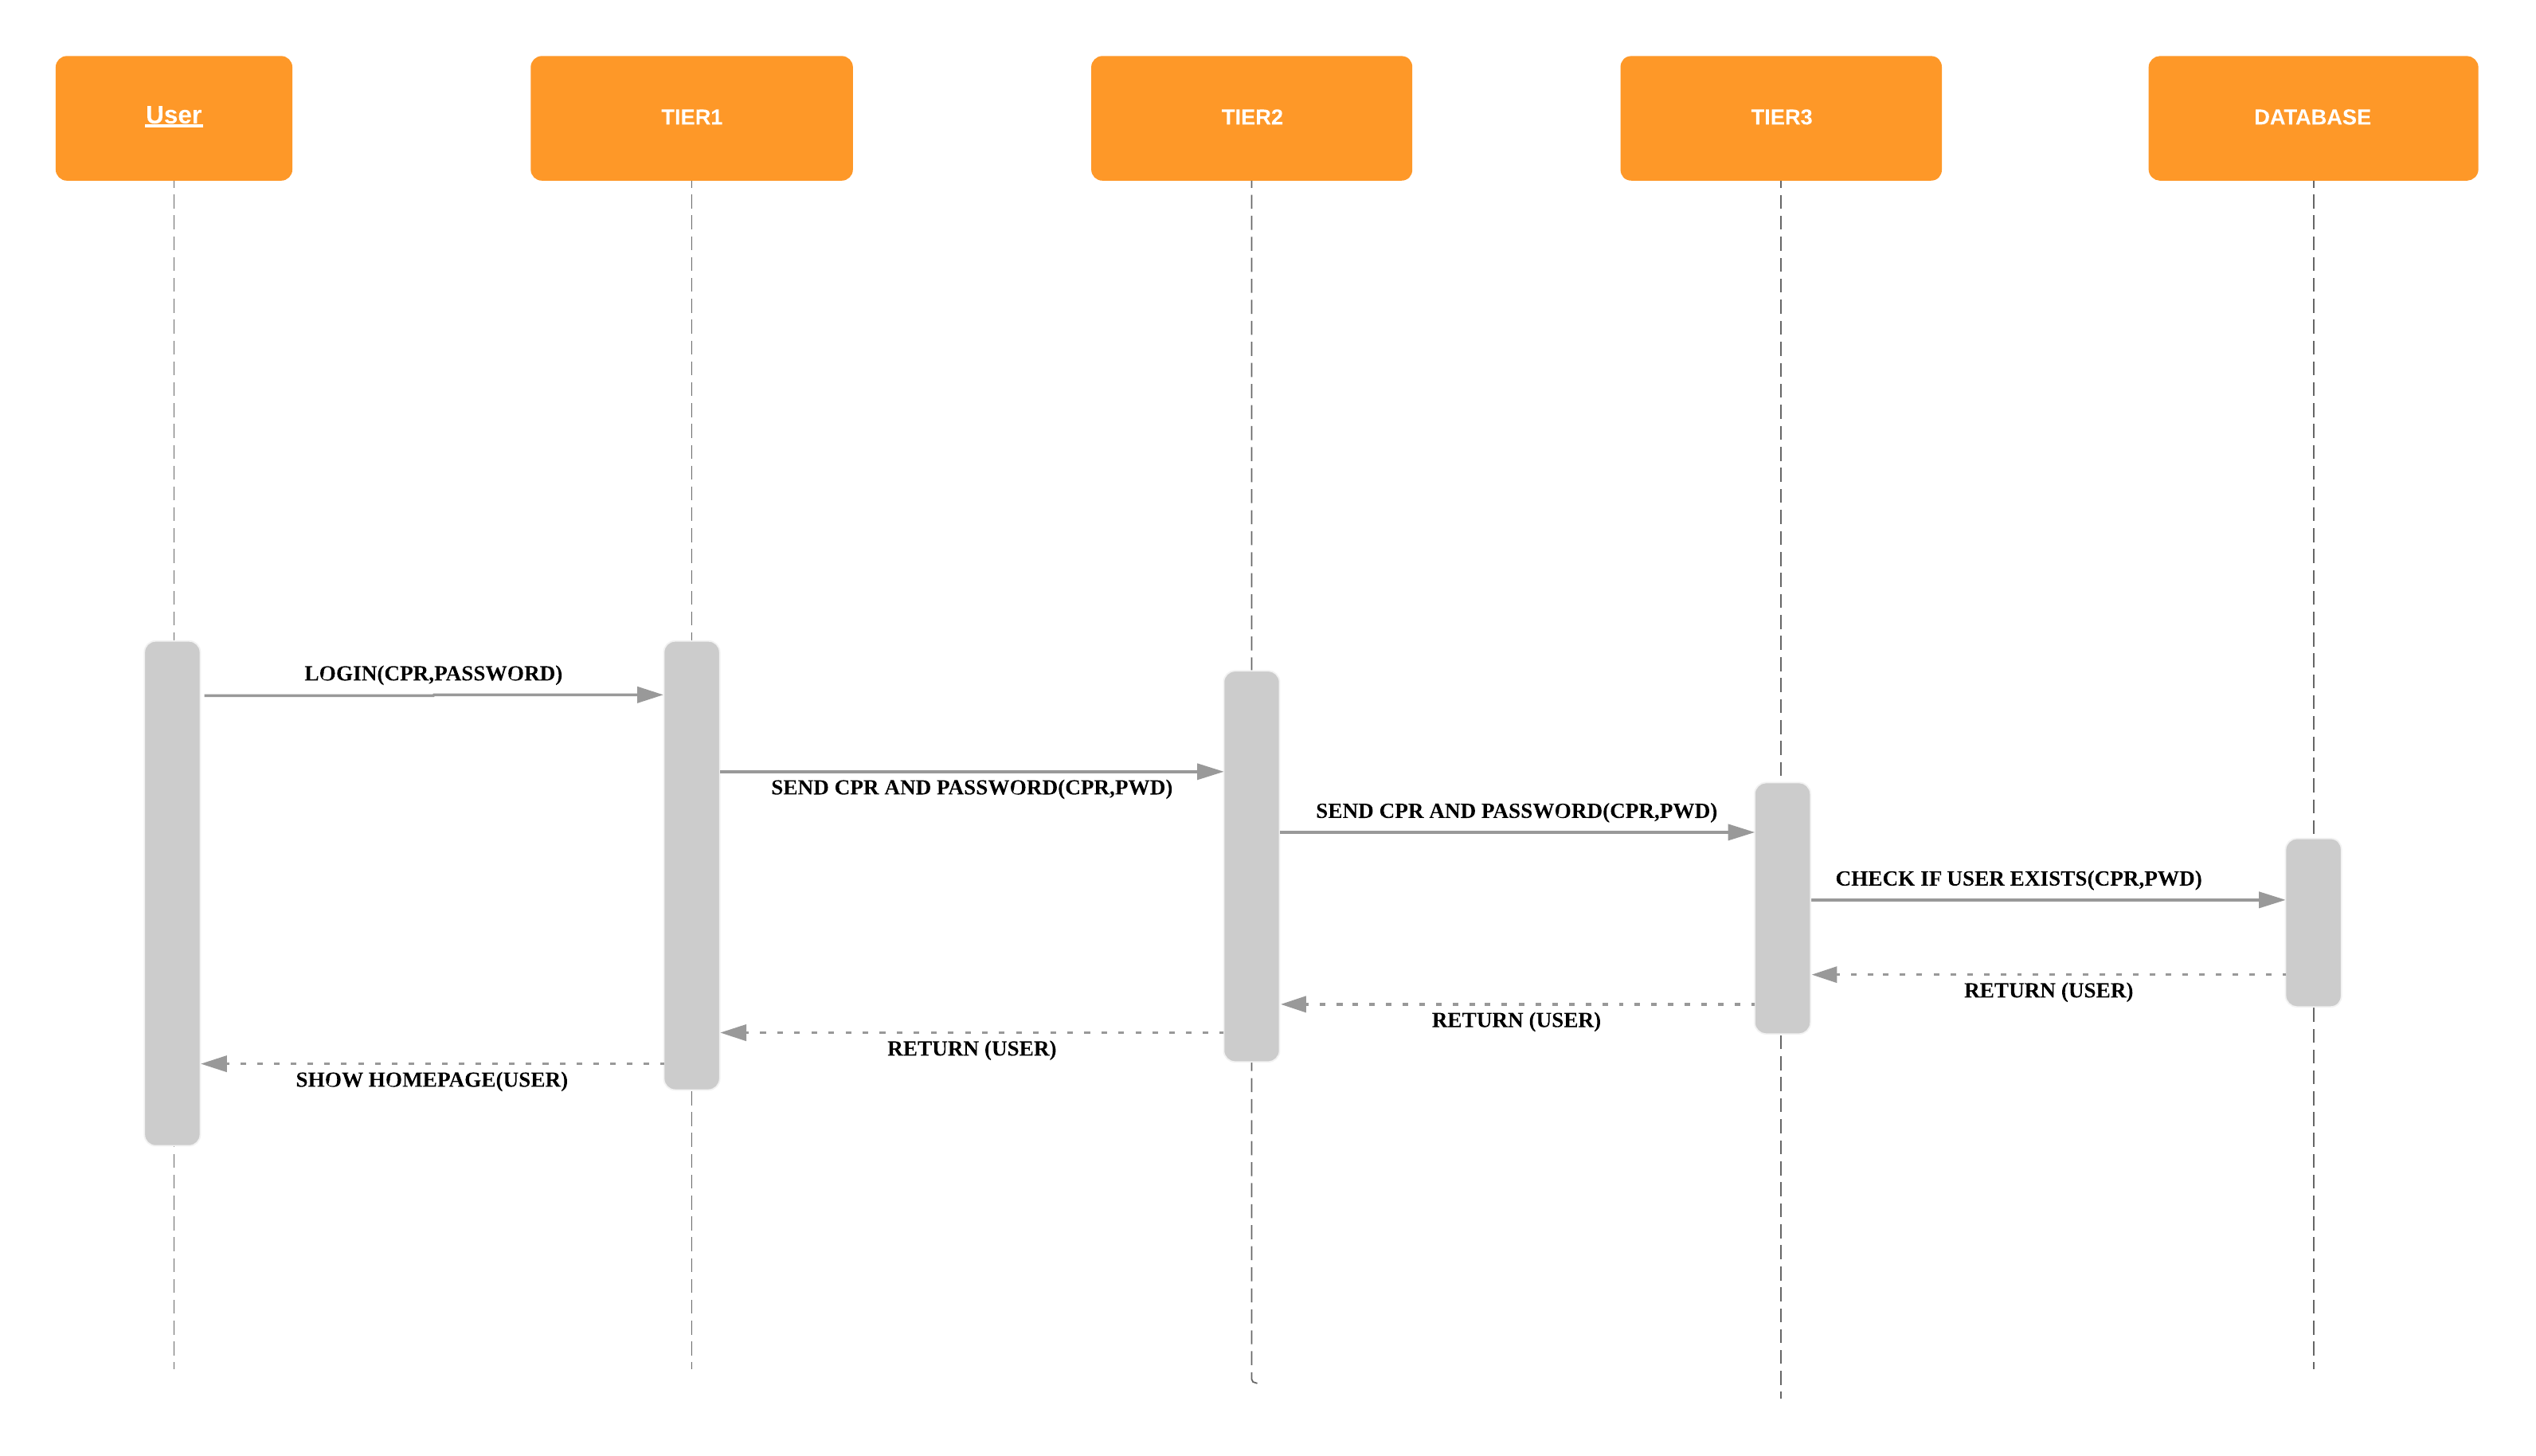 User
TIER1
TIER2
TIER3
DATABASE
LOGIN(CPR,PASSWORD)
SEND CPR AND PASSWORD(CPR,PWD)
SEND CPR AND PASSWORD(CPR,PWD)
CHECK IF USER EXISTS(CPR,PWD)
RETURN (USER)
RETURN (USER)
RETURN (USER)
SHOW HOMEPAGE(USER)